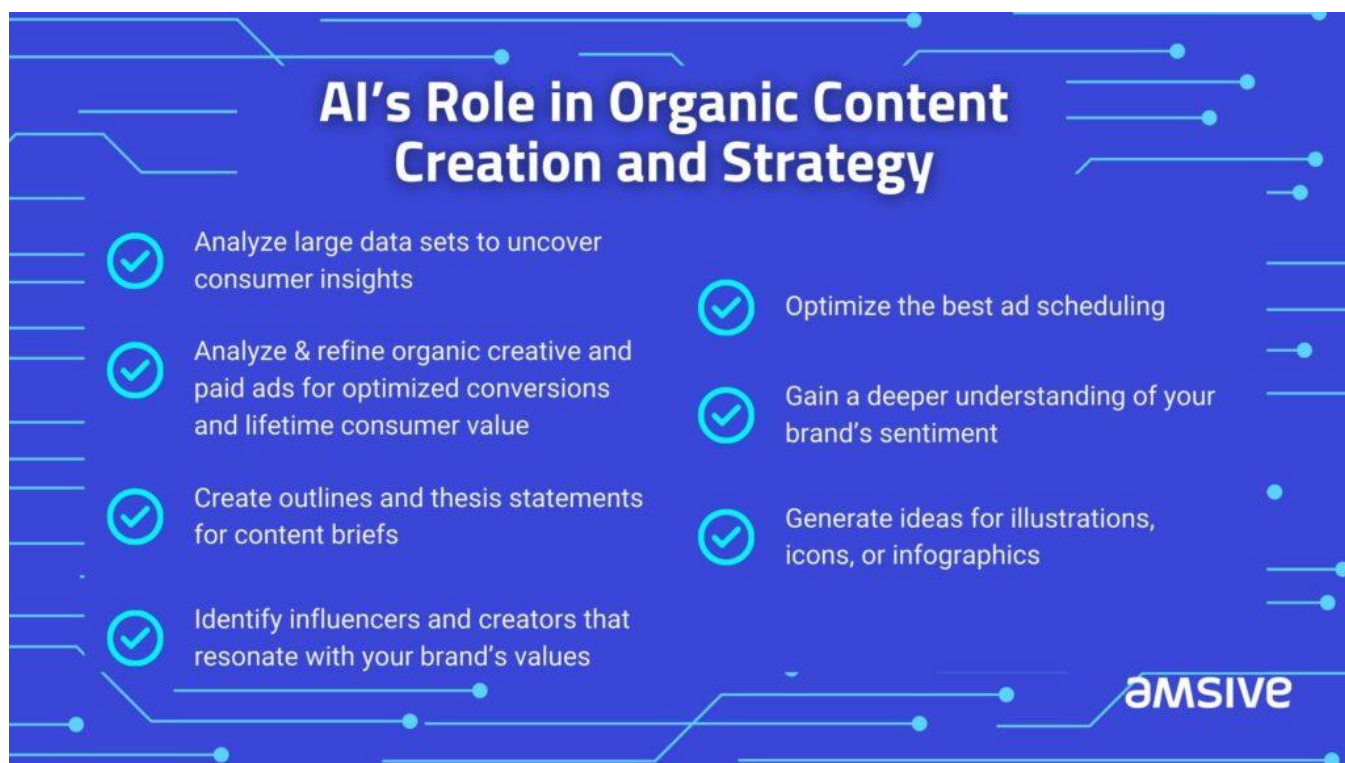 AI's Role in Organic Content
Creation and Strategy
Analyze large data sets to uncover
consumer insights
Analyze & refine organic creative and
paid ads for optimized conversions
and lifetime consumer value
Create outlines and thesis statements
for content briefs
Identify influencers and creators that
resonate with your brand's values
Optimize the best ad scheduling
Gain a deeper understanding of your
brand's sentiment
Generate ideas for illustrations,
icons, or infographics
amsive